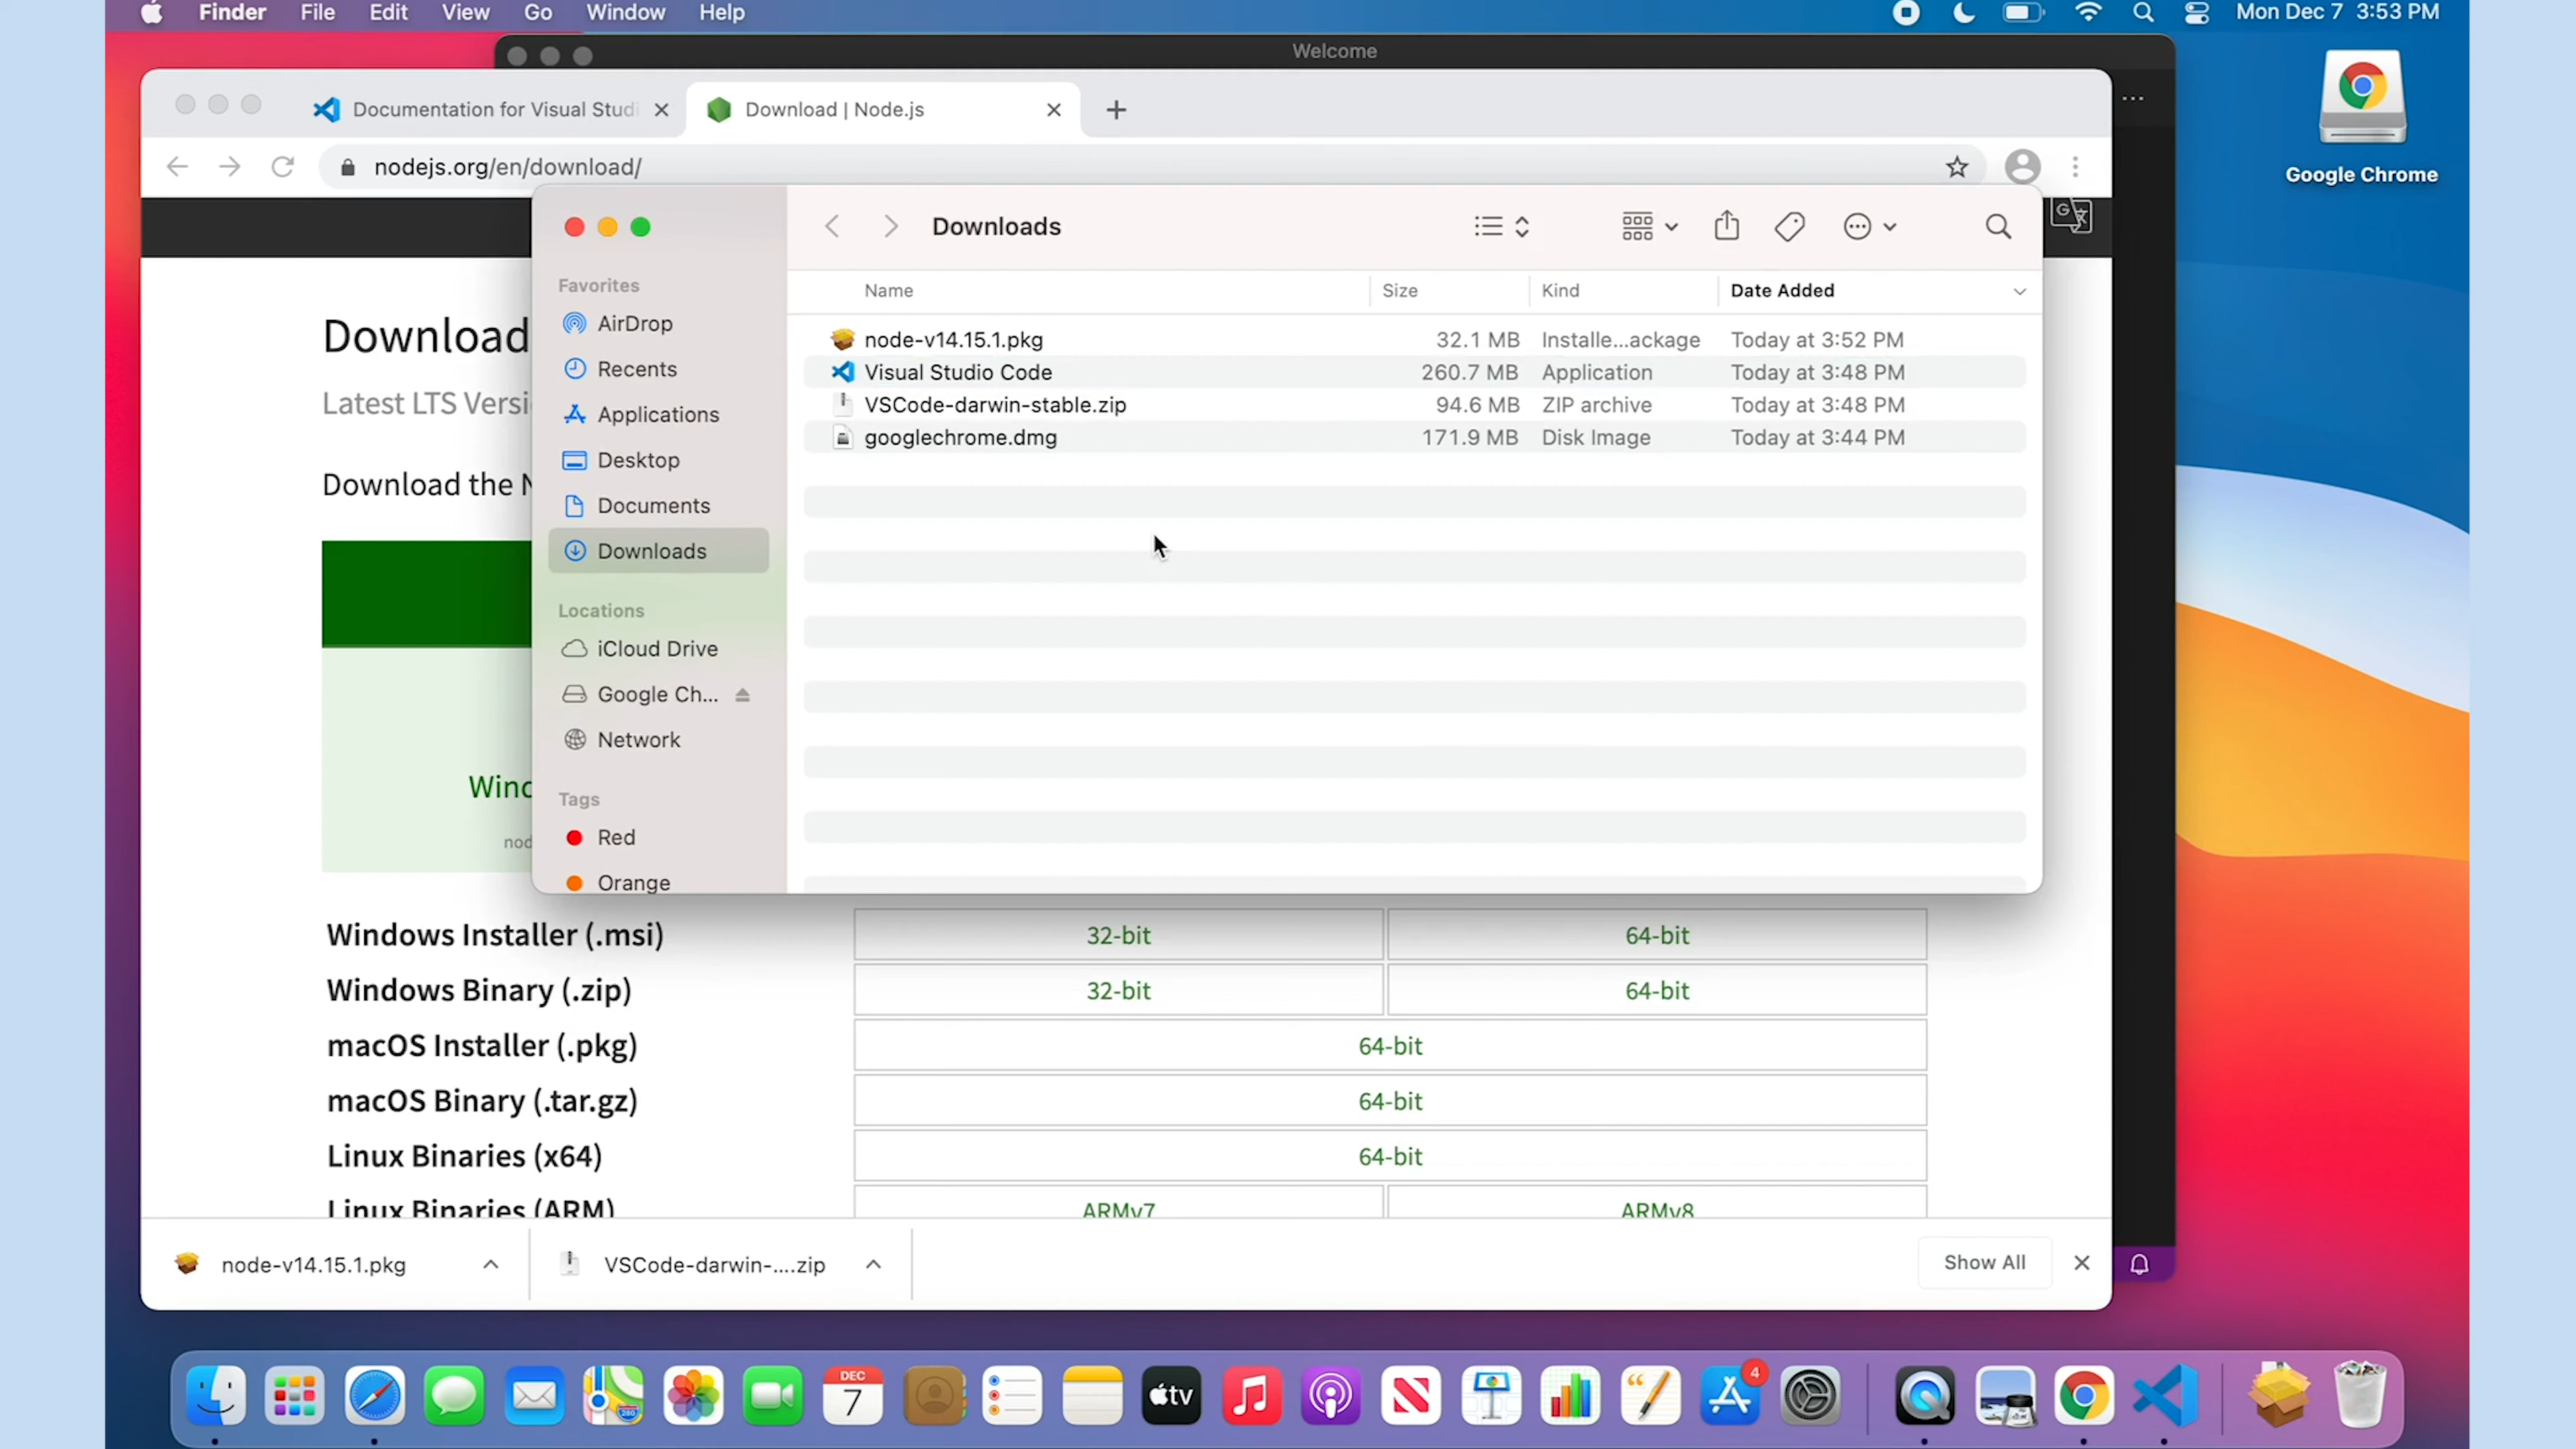 Finder File Edit View Go Window Help Mon Dec 7 3:53 PM
Welcome
Documentation for Visual Studi
Download | Node.js
Google Chrome
nodejs.org/en/download/
Downloads
Favorites
AirDrop
Recents
Applications
Desktop
Documents
Downloads
Locations
iCloud Drive
Google Ch...
Network
Tags
Red
Orange
Name Size Kind Date Added
node-v14.15.1.pkg 32.1 MB Installe...ackage Today at 3:52 PM
Visual Studio Code 260.7 MB Application Today at 3:48 PM
VSCode-darwin-stable.zip 94.6 MB ZIP archive Today at 3:48 PM
googlechrome.dmg 171.9 MB Disk Image Today at 3:44 PM
Download
Latest LTS Versi
Download the N
Wind
nod
Windows Installer (.msi) 32-bit 64-bit
Windows Binary (.zip) 32-bit 64-bit
macOS Installer (.pkg) 64-bit
macOS Binary (.tar.gz) 64-bit
Linux Binaries (x64) 64-bit
Linux Binaries (ARM) ARMv7 ARMv8
node-v14.15.1.pkg
VSCode-darwin-....zip
Show All
DEC
7
tv
4
280